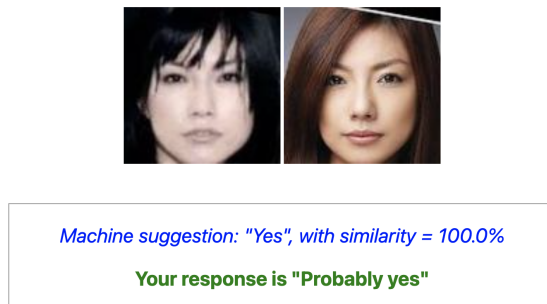 Machine suggestion: "Yes", with similarity = 100.0%
Your response is "Probably yes"